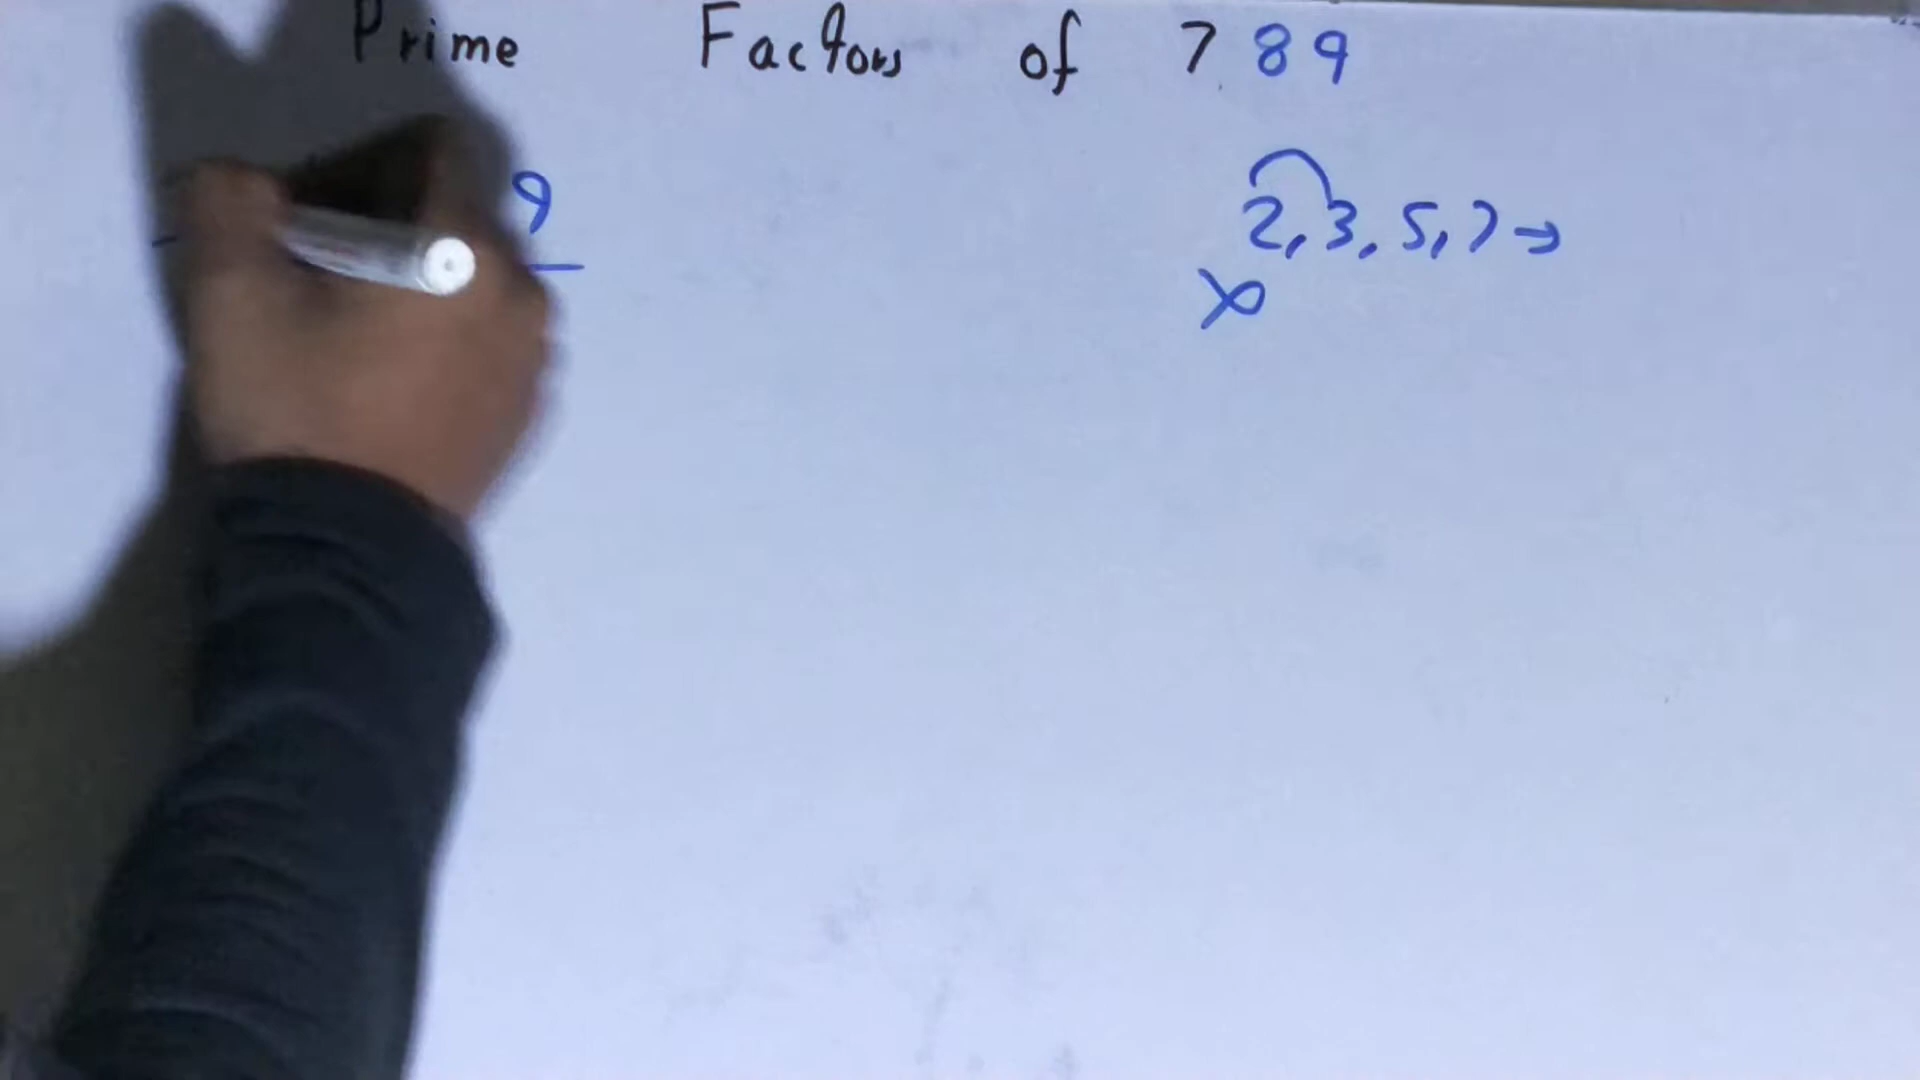 Prime Factors of 789
9
2, 3, 5, 7 →